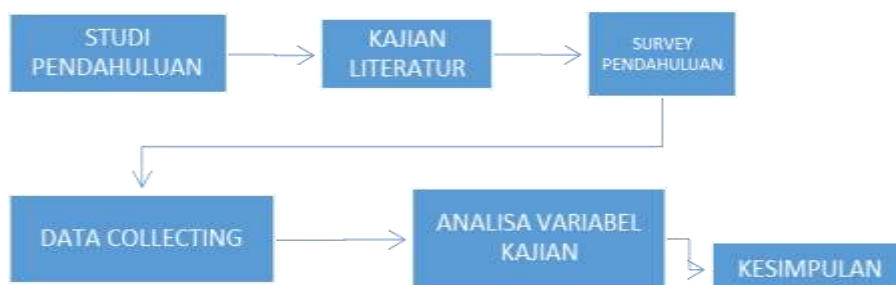 STUDI
PENDAHULUAN
KAJIAN
LITERATUR
SURVEY
PENDAHULUAN
DATA COLLECTING
ANALISA VARIABEL
KAJIAN
KESIMPULAN